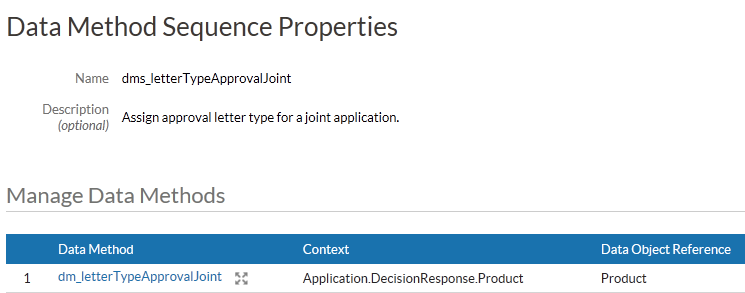 Data Method Sequence Properties
Name dms_letterTypeApprovalJoint
Description
(optional) Assign approval letter type for a joint application.
Manage Data Methods
Data Method Context Data Object Reference
1 dm_letterTypeApprovalJoint Application.DecisionResponse.Product Product